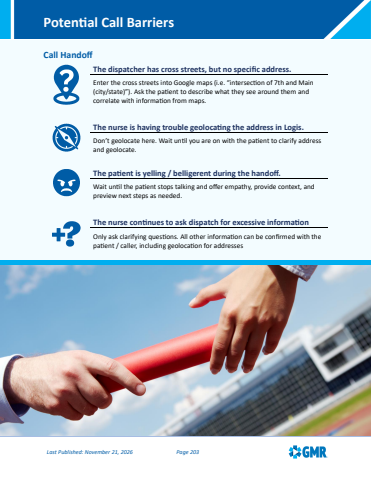 Potential Call Barriers
Call Handoff
The dispatcher has cross streets, but no specific address.
Enter the cross streets into Google maps (i.e. "intersection of 7th and Main
(city/state)"). Ask the patient to describe what they see around them and
correlate with information from maps.
The nurse is having trouble geolocating the address in Logis.
Don't geolocate here. Wait until you are on with the patient to clarify address
and geolocate.
The patient is yelling / belligerent during the handoff.
Wait until the patient stops talking and offer empathy, provide context, and
preview next steps as needed.
The nurse continues to ask dispatch for excessive information
Only ask clarifying questions. All other information can be confirmed with the
patient / caller, including geolocation for addresses
Last Published: November 21, 2026 Page 203
GMR